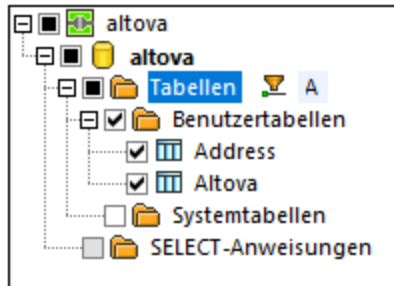 altova
altova
Tabellen A
Benutzertabellen
Address
Altova
Systemtabellen
SELECT-Anweisungen